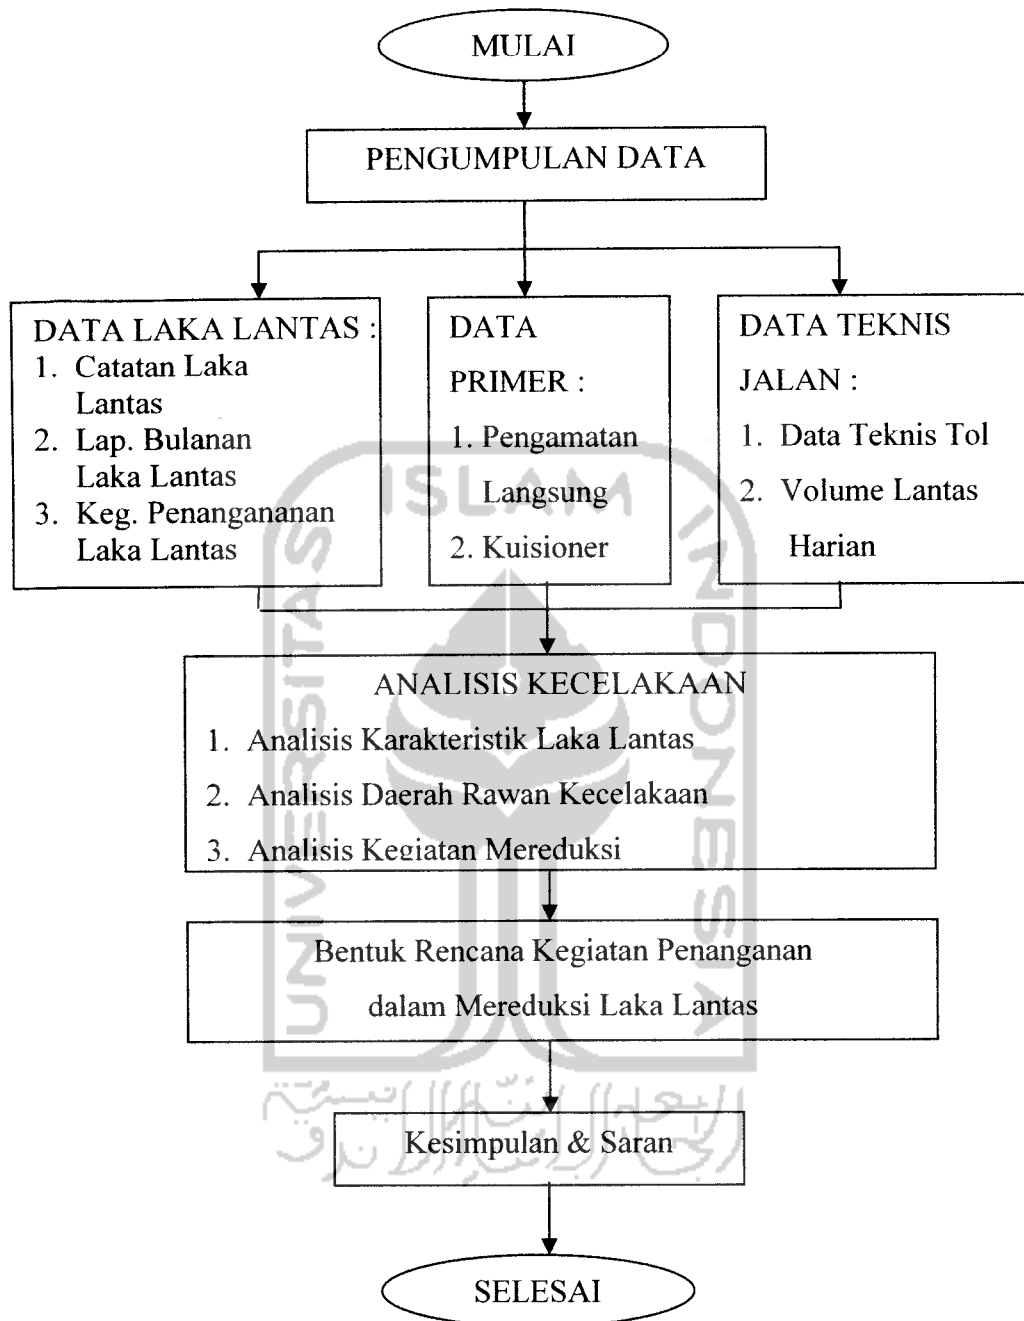 MULAI
PENGUMPULAN DATA
DATA LAKA LANTAS :
1. Catatan Laka
Lantas
2. Lap. Bulanan
Laka Lantas
3. Keg. Penangananan
Laka Lantas
DATA
PRIMER :
1. Pengamatan
Langsung
2. Kuisioner
DATA TEKNIS
JALAN :
1. Data Teknis Tol
2. Volume Lantas
Harian
ANALISIS KECELAKAAN
1. Analisis Karakteristik Laka Lantas
2. Analisis Daerah Rawan Kecelakaan
3. Analisis Kegiatan Mereduksi
Bentuk Rencana Kegiatan Penanganan
dalam Mereduksi Laka Lantas
Kesimpulan & Saran
SELESAI
UNIVERSITAS
ISLAM
INDONESIA